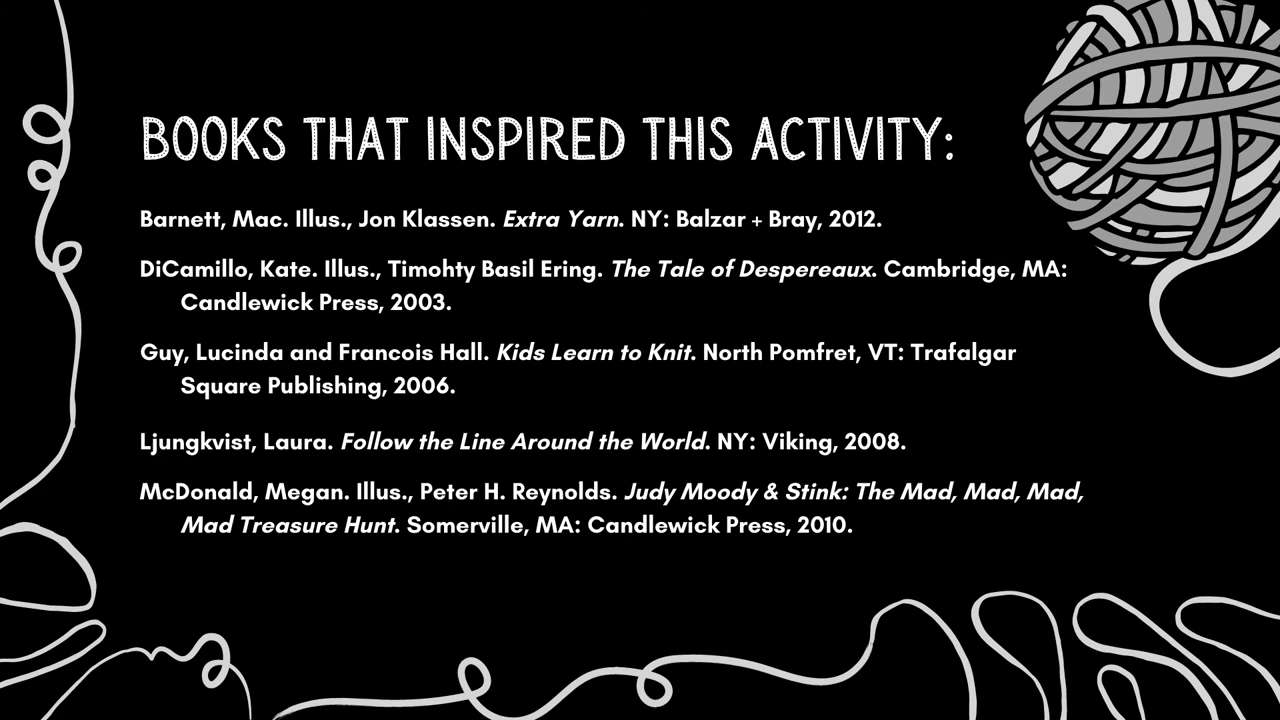 BOOKS THAT INSPIRED THIS ACTIVITY:
Barnett, Mac. Illus., Jon Klassen. Extra Yarn. NY: Balzar + Bray, 2012.
DiCamillo, Kate. Illus., Timohty Basil Ering. The Tale of Despereaux. Cambridge, MA:
Candlewick Press, 2003.
Guy, Lucinda and Francois Hall. Kids Learn to Knit. North Pomfret, VT: Trafalgar
Square Publishing, 2006.
Ljungkvist, Laura. Follow the Line Around the World. NY: Viking, 2008.
McDonald, Megan. Illus., Peter H. Reynolds. Judy Moody & Stink: The Mad, Mad, Mad,
Mad Treasure Hunt. Somerville, MA: Candlewick Press, 2010.